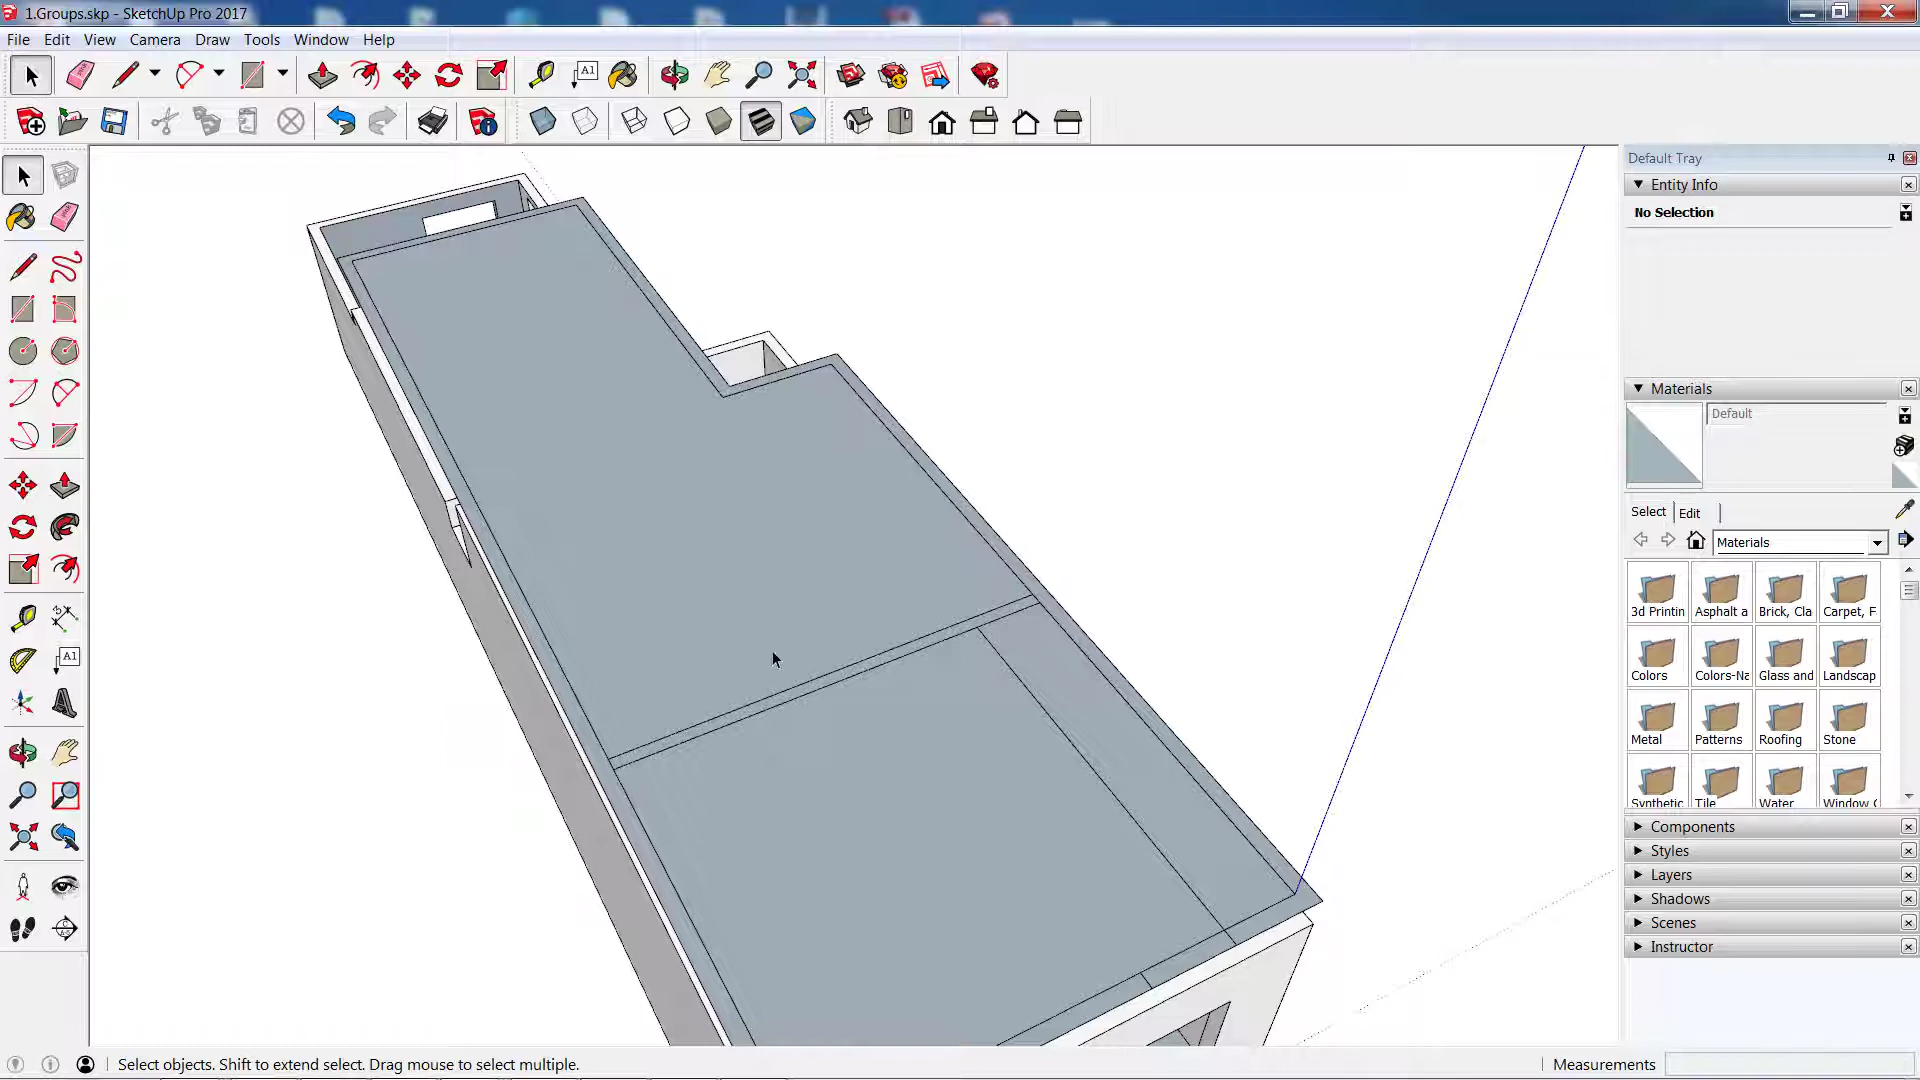 1.Groups.skp - SketchUp Pro 2017
File Edit View Camera Draw Tools Window Help
A1
Default Tray
Entity Info
No Selection
Materials
Default
Select Edit
Materials
3d Printin Asphalt a Brick, Cla Carpet, F
Colors Colors-Na Glass and Landscap
Metal Patterns Roofing Stone
Synthetic Tile Water Window C
Components
Styles
Layers
Shadows
Scenes
Instructor
A1
Select objects. Shift to extend select. Drag mouse to select multiple.
Measurements